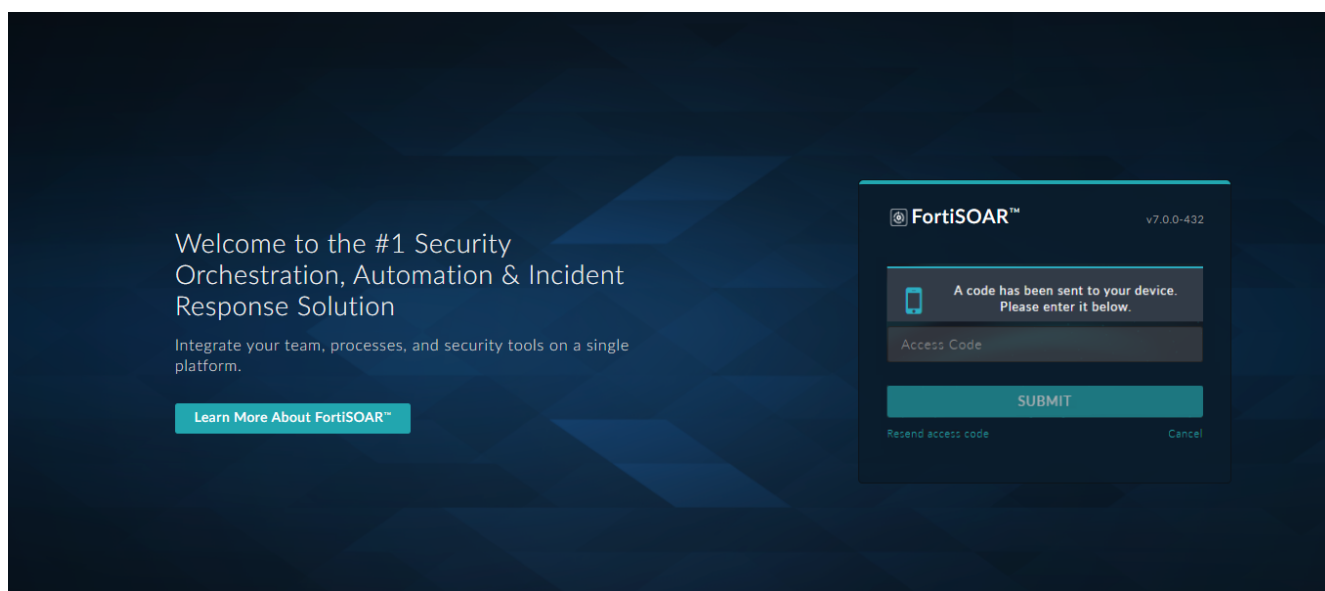 Welcome to the #1 Security
Orchestration, Automation & Incident
Response Solution
Integrate your team, processes, and security tools on a single
platform.
Learn More About FortiSOAR™
FortiSOAR™
v7.0.0-432
A code has been sent to your device.
Please enter it below.
Access Code
SUBMIT
Resend access code
Cancel